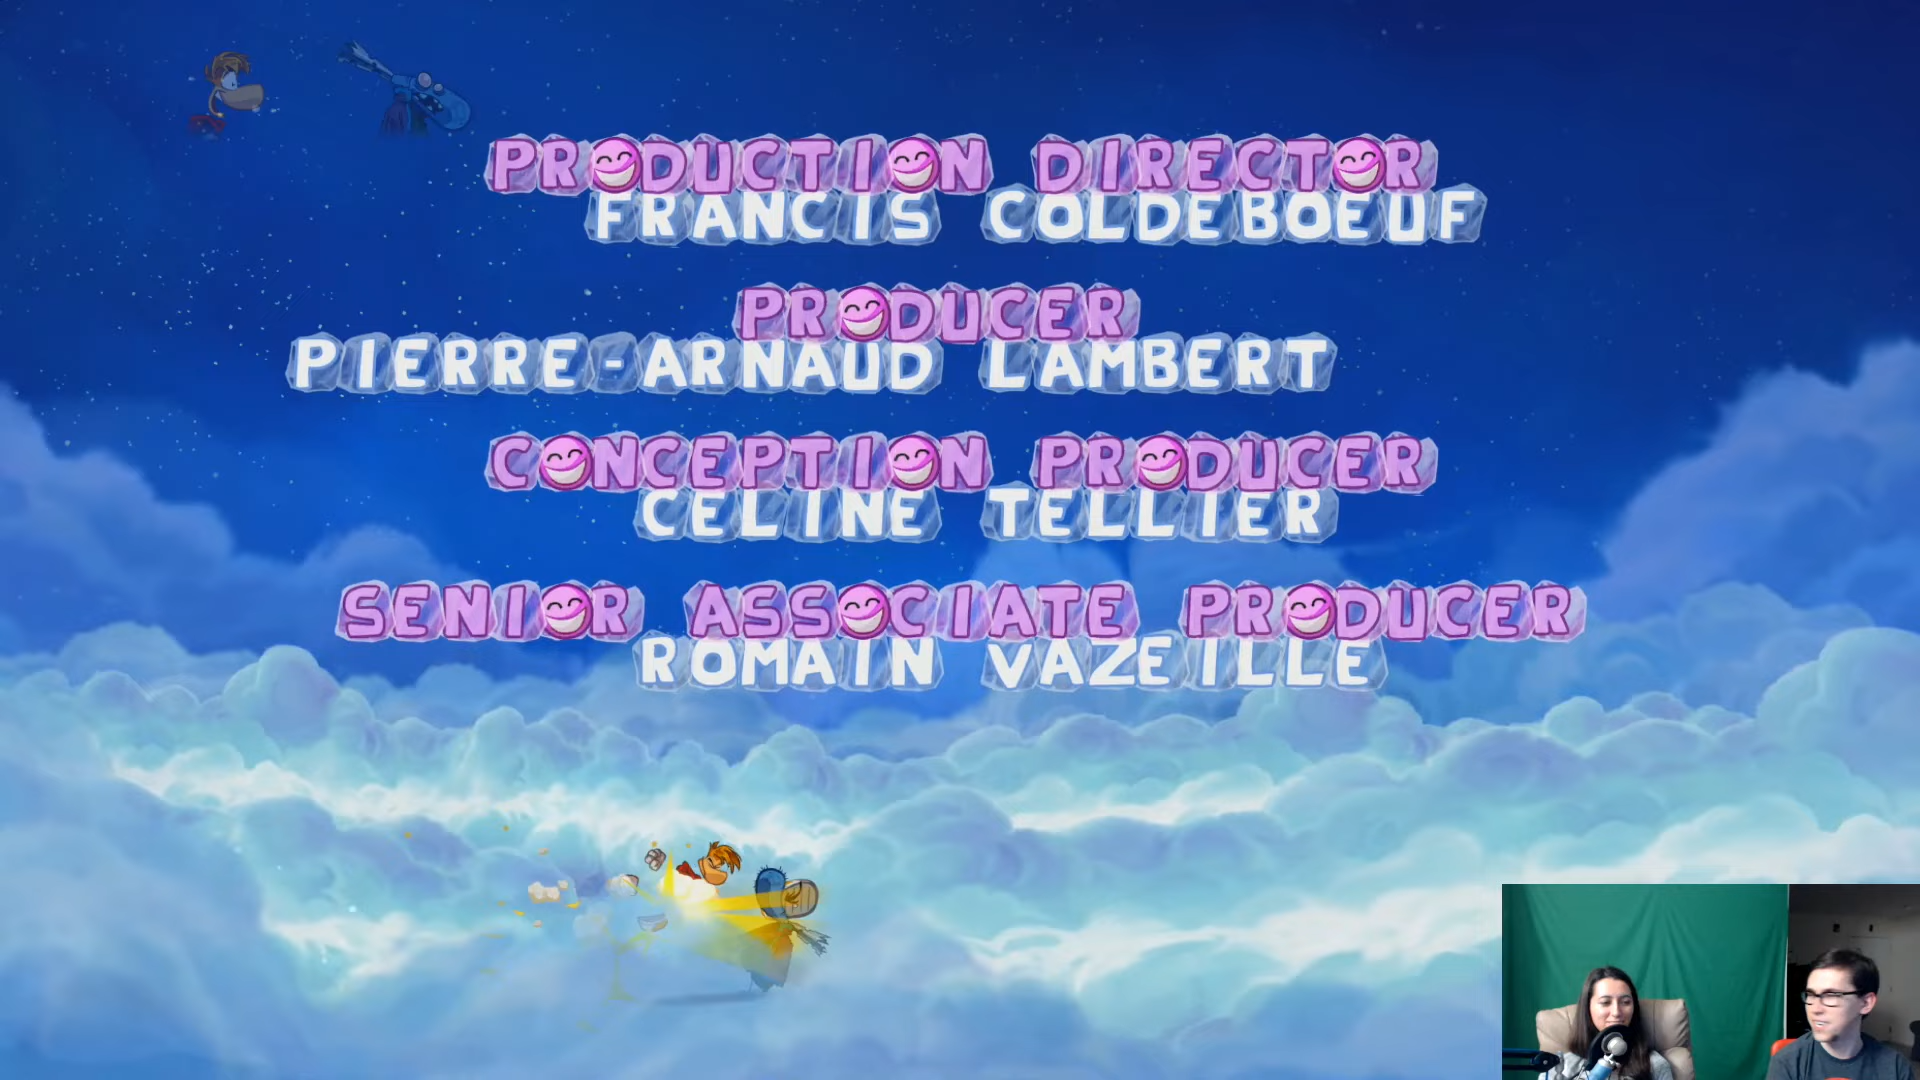 PRODUCTION DIRECTOR
FRANCIS COLDEBOEUF
PRODUCER
PIERRE-ARNAUD LAMBERT
CONCEPTION PRODUCER
CELINE TELLIER
SENIOR ASSOCIATE PRODUCER
ROMAIN VAZEILLE